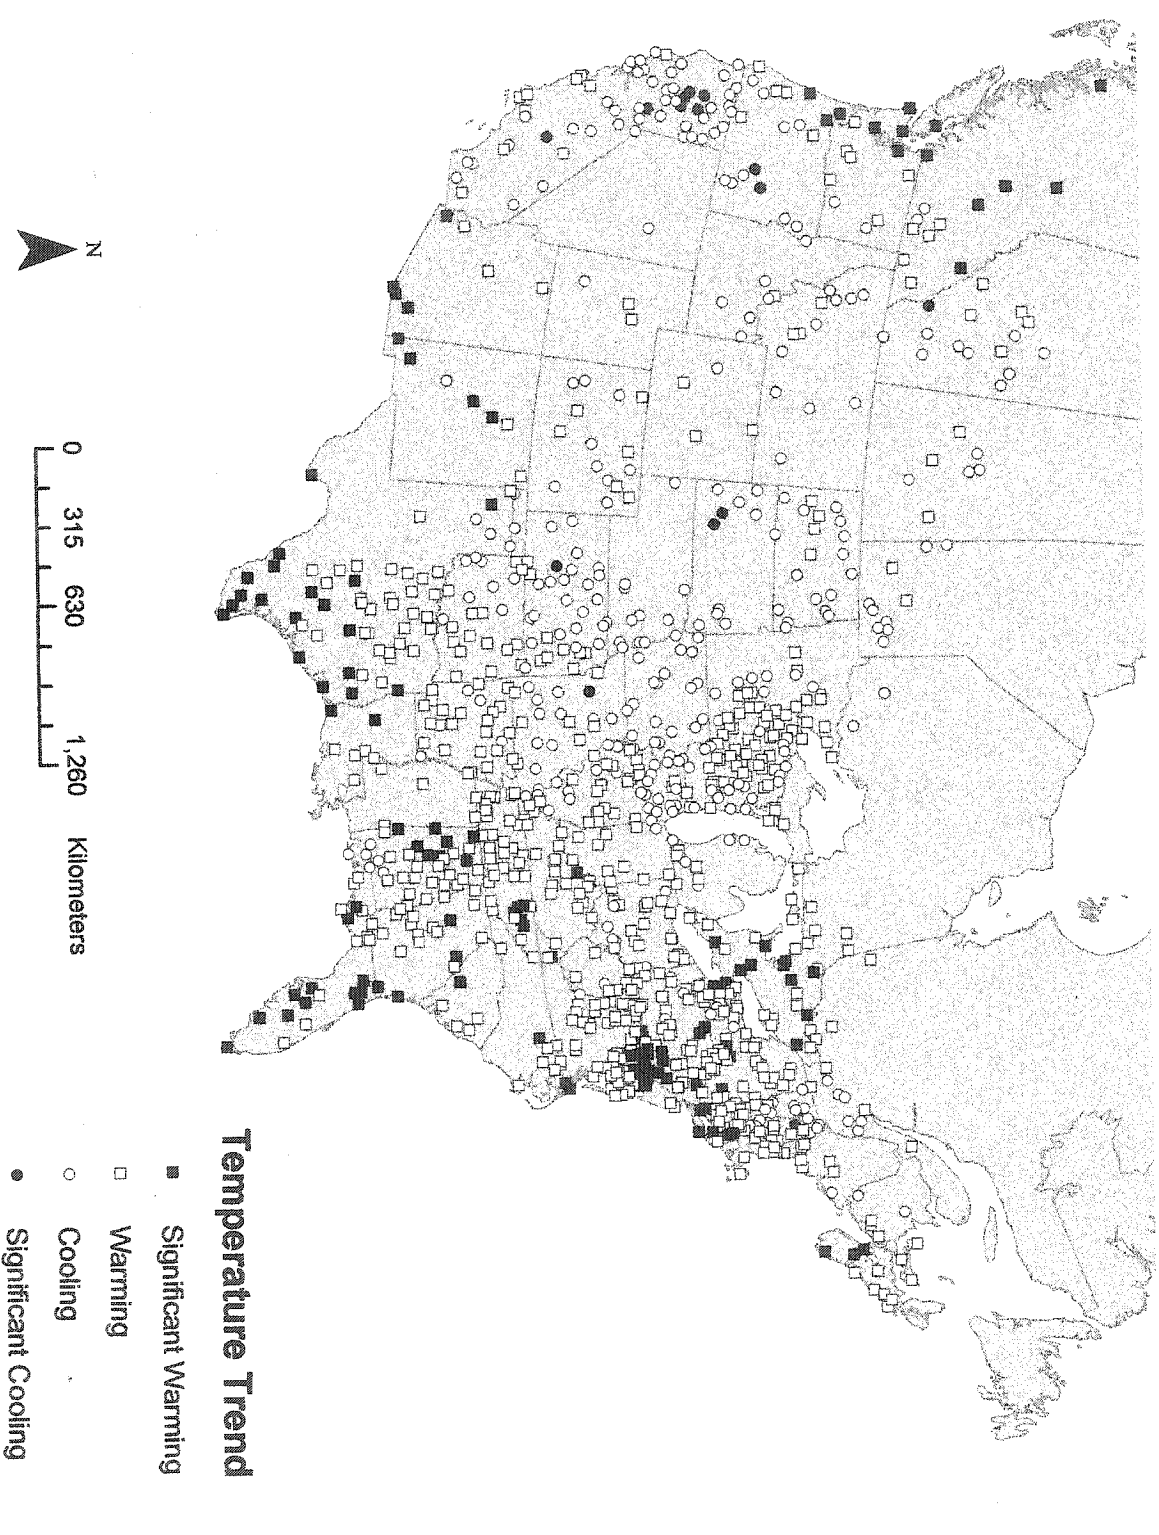 Temperature Trend
Significant Warming
Warming
Cooling
Significant Cooling
N
0 315 630 1,260 Kilometers